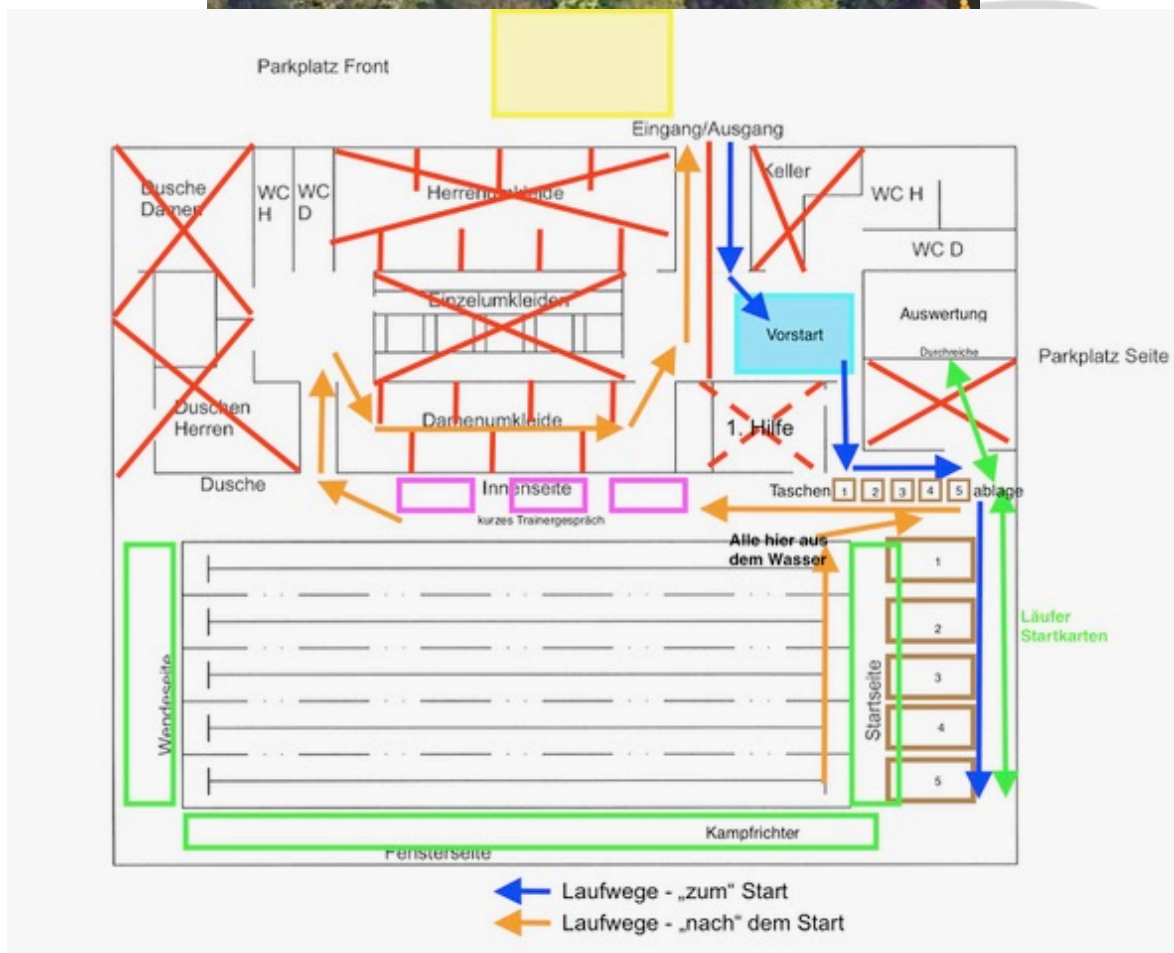 Parkplatz Front
Eingang/Ausgang
Dusche
Damen
WC
H
WC
D
Herrenumkleide
Keller
WC H
WC D
Einzelumkleiden
Vorstart
Auswertung
Durchreiche
Parkplatz Seite
Duschen
Herren
Damenumkleide
1. Hilfe
Dusche
Innenseite
Taschen 1 2 3 4 5 ablage
kurzes Trainergespräch
Alle hier aus
dem Wasser
1
2
3
4
5
Läufer
Startkarten
Wendeseite
Startseite
Kampfrichter
Fensterseite
Laufwege - „zum“ Start
Laufwege - „nach“ dem Start